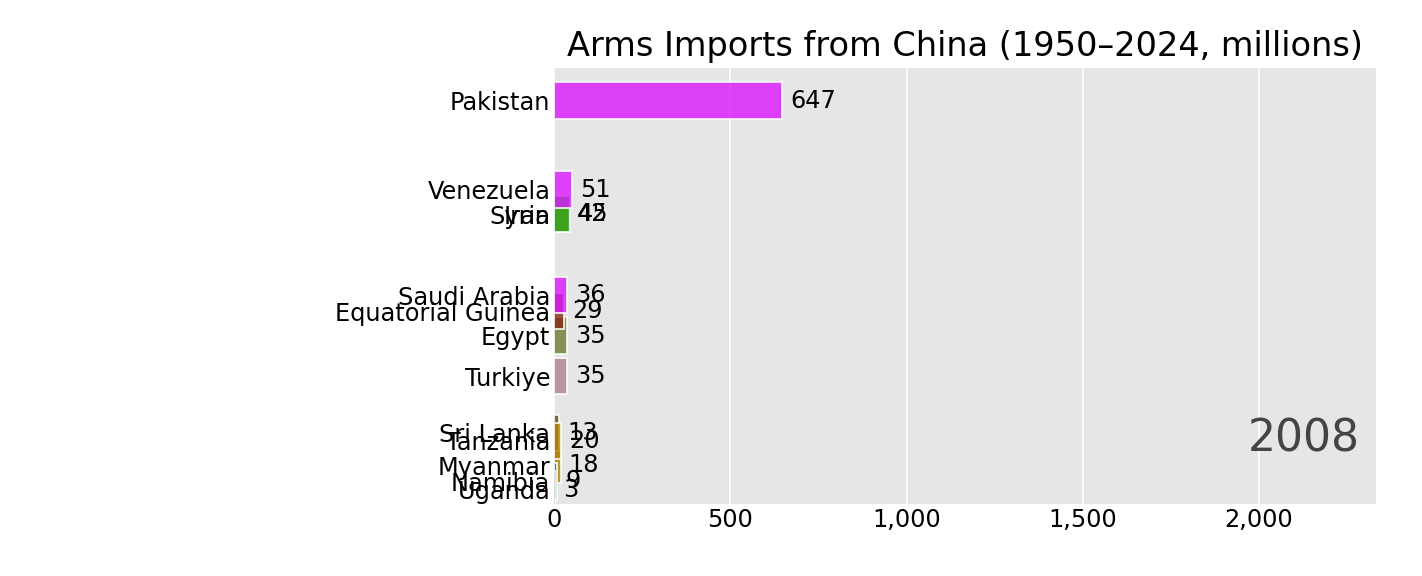 Arms Imports from China (1950–2024, millions)
Pakistan 647
Venezuela 51
Syria
Iran
42
Saudi Arabia 36
Equatorial Guinea 29
Egypt 35
Turkiye 35
Sri Lanka 13
Tanzania 20
Myanmar 18
Namibia 9
Uganda 3
2008
0 500 1,000 1,500 2,000